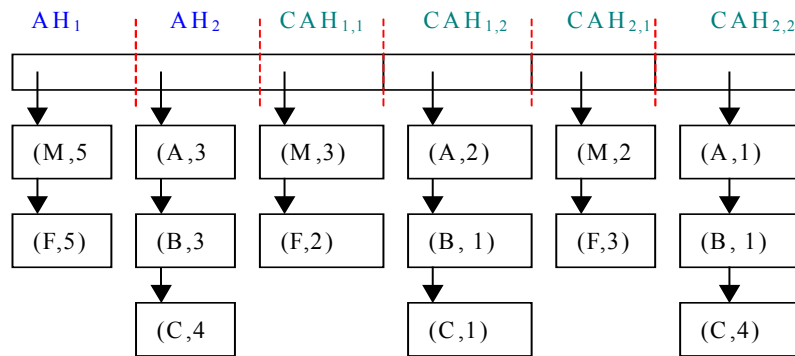 AH1 AH2 CAH1,1 CAH1,2 CAH2,1 CAH2,2
(M,5 (A,3 (M,3) (A,2) (M,2 (A,1)
(F,5) (B,3 (F,2) (B, 1) (F,3) (B, 1)
(C,4 (C,1) (C,4)